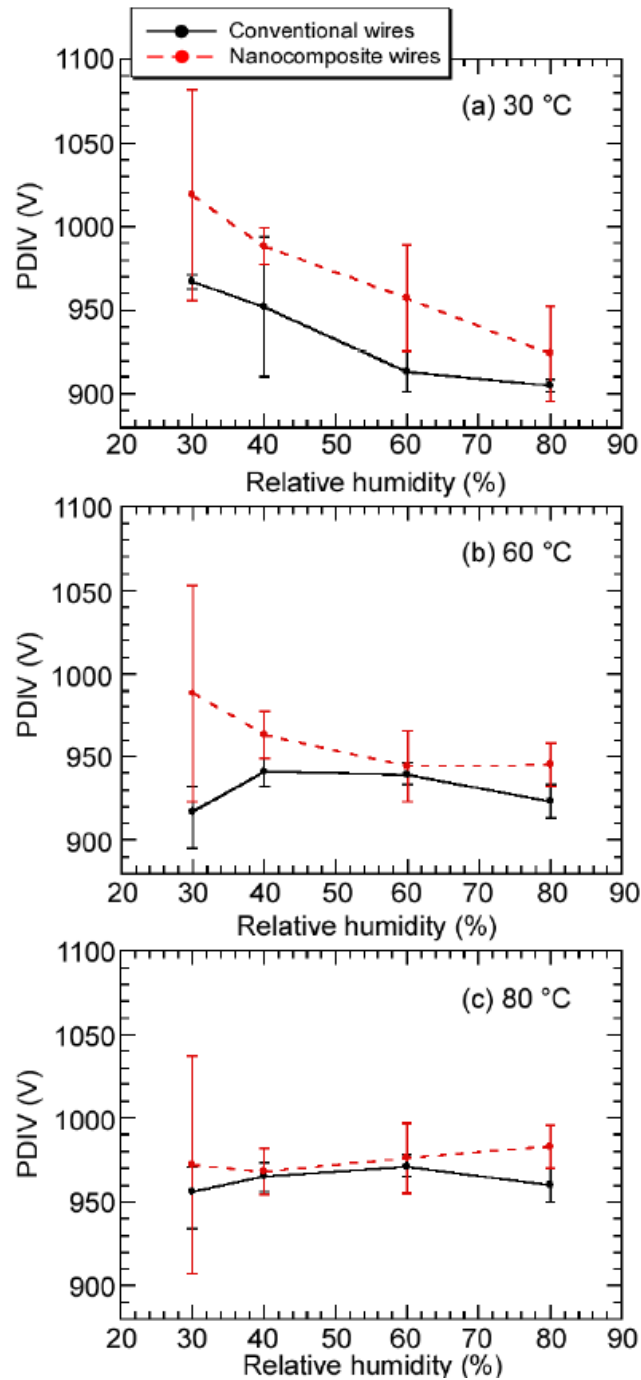 Conventional wires
Nanocomposite wires
1100
1050
1000
950
900
PDIV (V)
(a) 30 °C
20 30 40 50 60 70 80 90
Relative humidity (%)
1100
1050
1000
950
900
PDIV (V)
(b) 60 °C
20 30 40 50 60 70 80 90
Relative humidity (%)
1100
1050
1000
950
900
PDIV (V)
(c) 80 °C
20 30 40 50 60 70 80 90
Relative humidity (%)